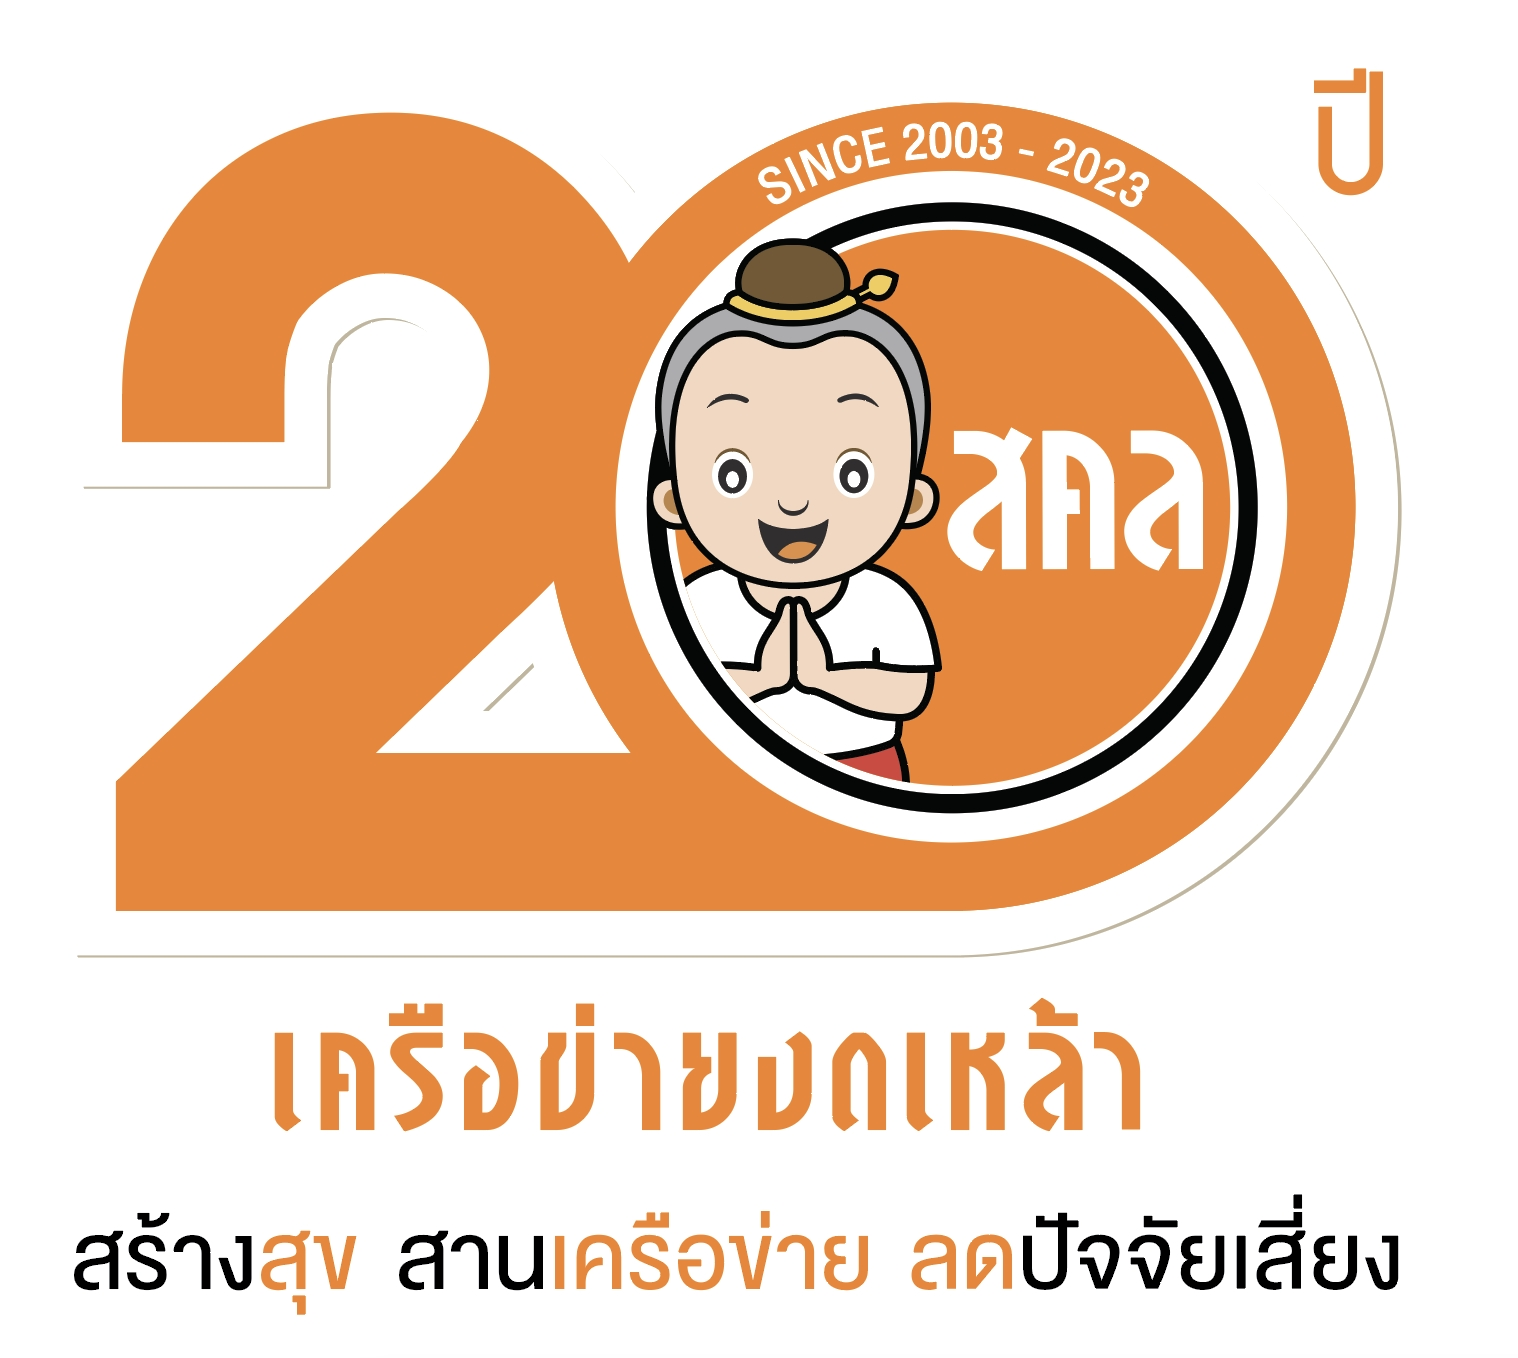 ปี
20
SINCE 2003 - 2023
สคล
เครือข่ายงดเหล้า
สร้างสุข สานเครือข่าย ลดปัจจัยเสี่ยง